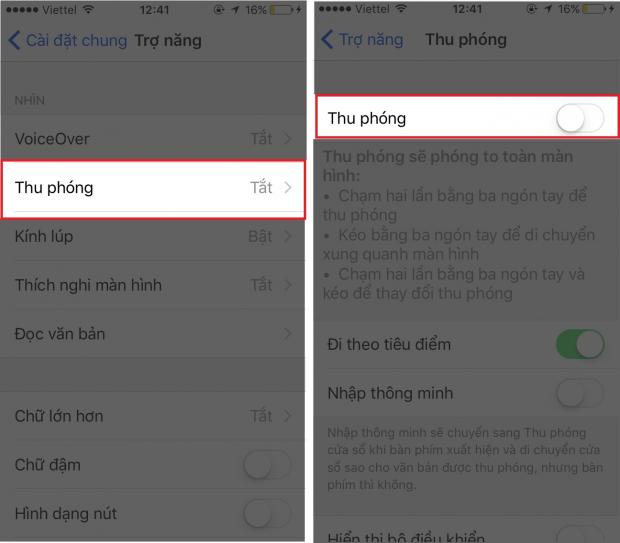 Viettel 12:41 16%
Cài đặt chung Trợ năng
NHÌN
VoiceOver Tắt
Thu phóng Tắt
Kính lúp Bật
Thích nghi màn hình Tắt
Đọc văn bản
Chữ lớn hơn Tắt
Chữ đậm
Hình dạng nút
Viettel 12:41 16%
Trợ năng Thu phóng
Thu phóng
Thu phóng sẽ phóng to toàn màn
hình:
• Chạm hai lần bằng ba ngón tay để
thu phóng
• Kéo bằng ba ngón tay để di chuyển
xung quanh màn hình
• Chạm hai lần bằng ba ngón tay và
kéo để thay đổi thu phóng
Đi theo tiêu điểm
Nhập thông minh
Nhập thông minh sẽ chuyển sang Thu phóng
cửa sổ khi bàn phím xuất hiện và di chuyển cửa
sổ sao cho văn bản được thu phóng, nhưng bàn
phím thì không.
Hiển thị bộ điều khiển